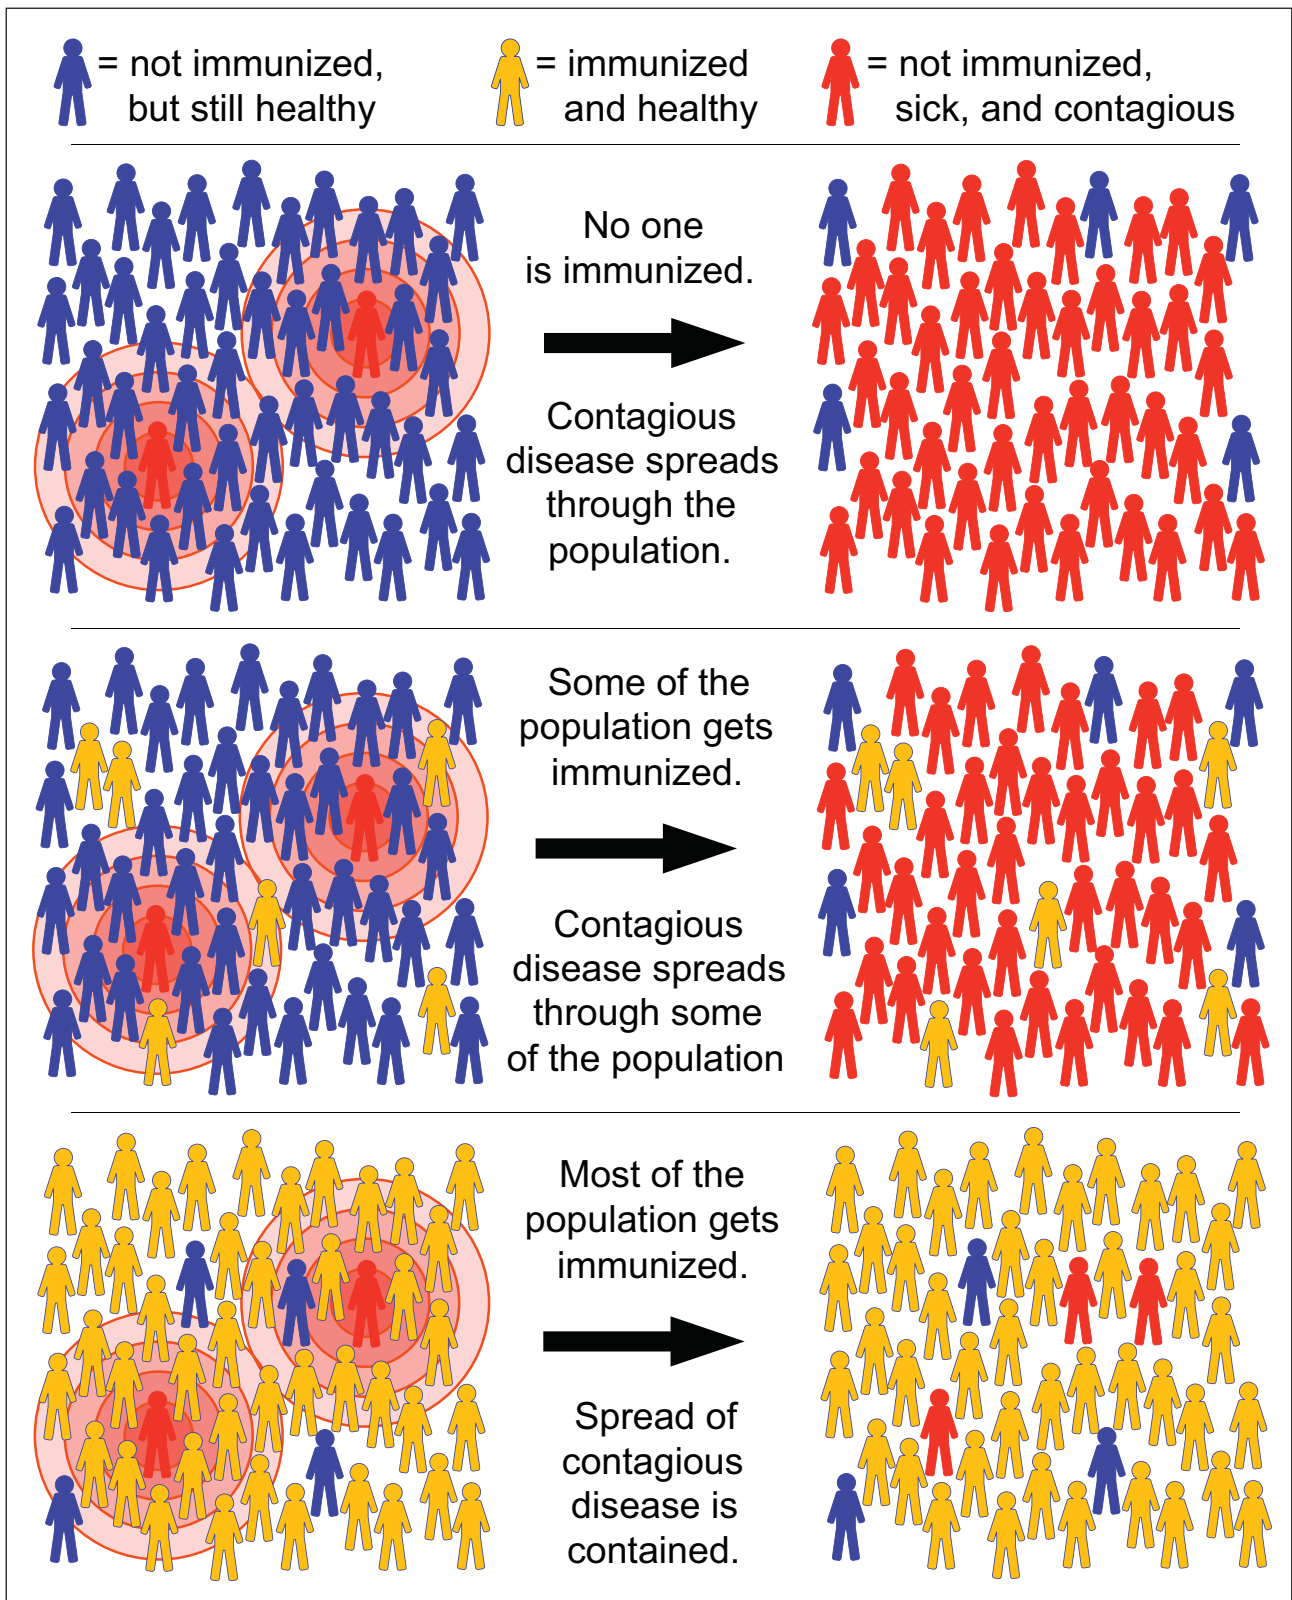 = not immunized,
but still healthy
= immunized
and healthy
= not immunized,
sick, and contagious
No one
is immunized.
Contagious
disease spreads
through the
population.
Some of the
population gets
immunized.
Contagious
disease spreads
through some
of the population
Most of the
population gets
immunized.
Spread of
contagious
disease is
contained.